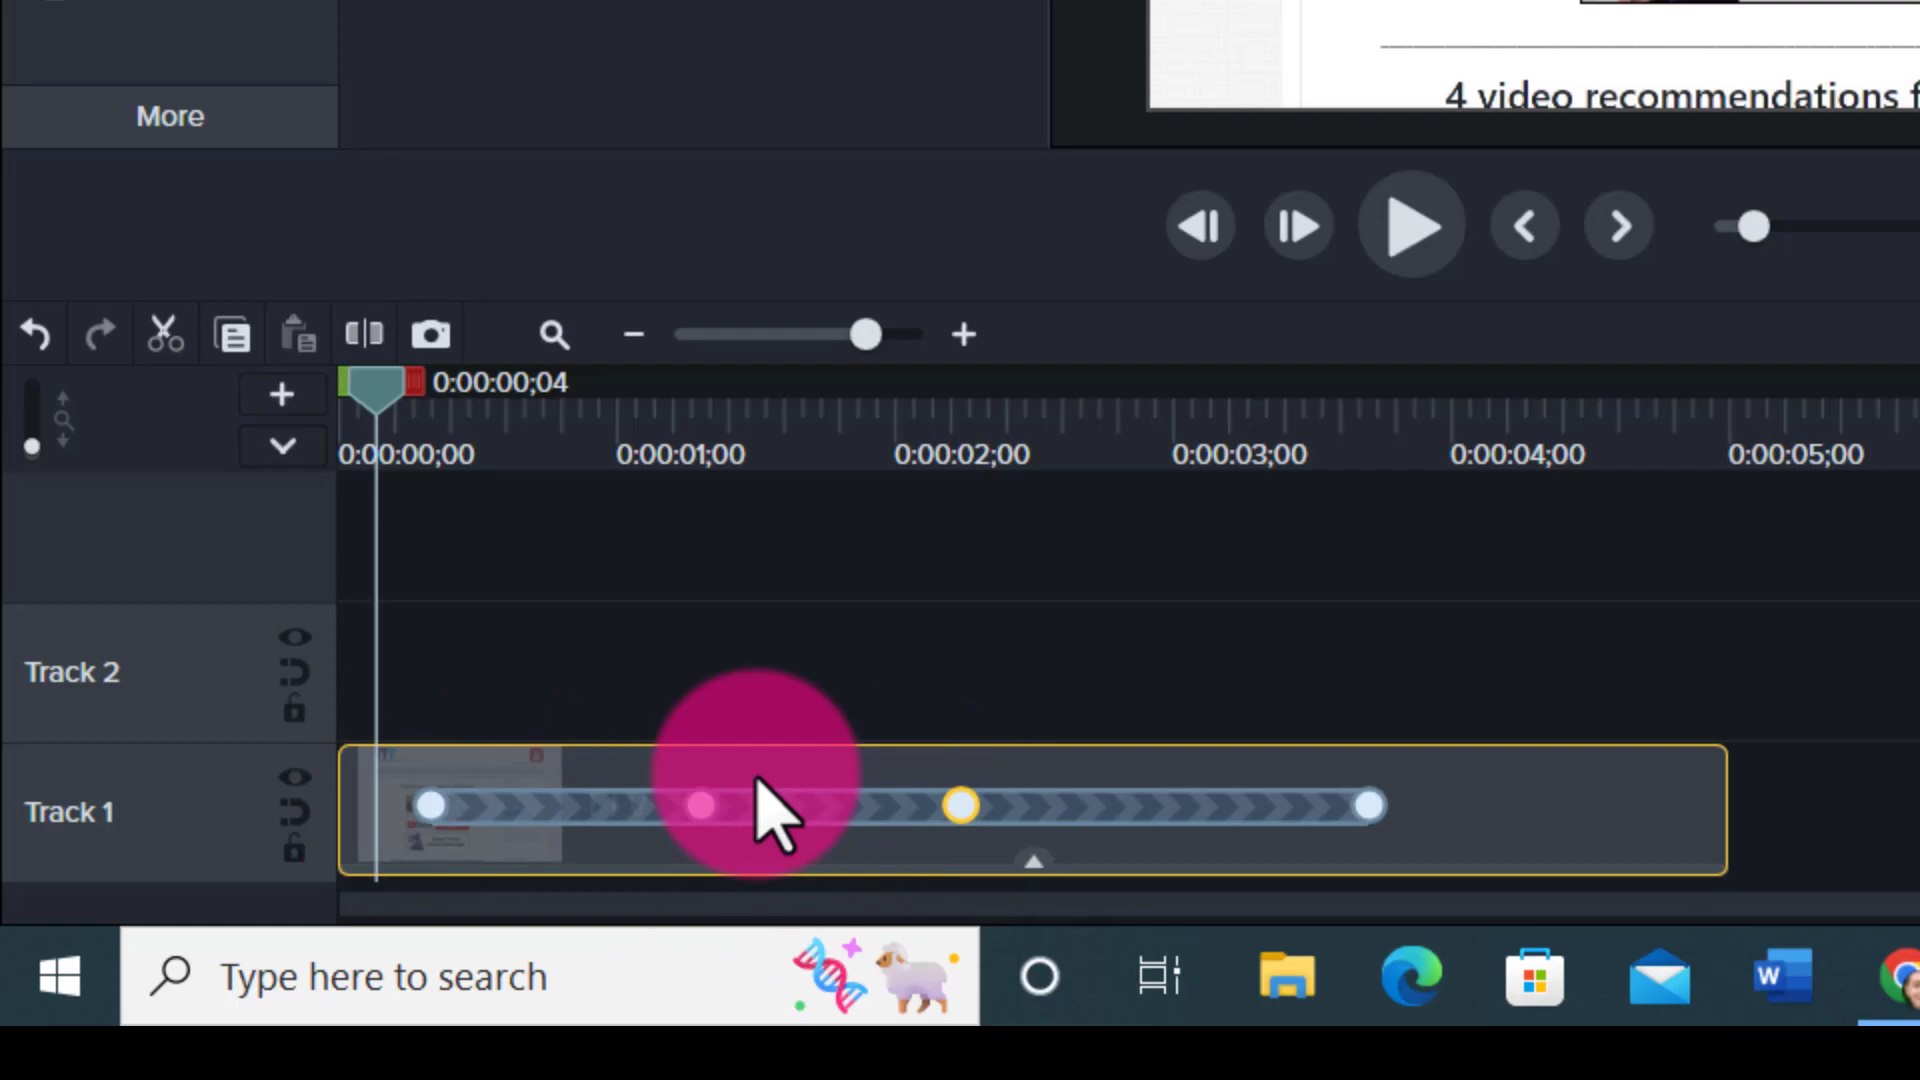 More
4 video recommendations f
0:00:00;04
0:00:00;00 0:00:01;00 0:00:02;00 0:00:03;00 0:00:04;00 0:00:05;00
Track 2
Track 1
Type here to search
W